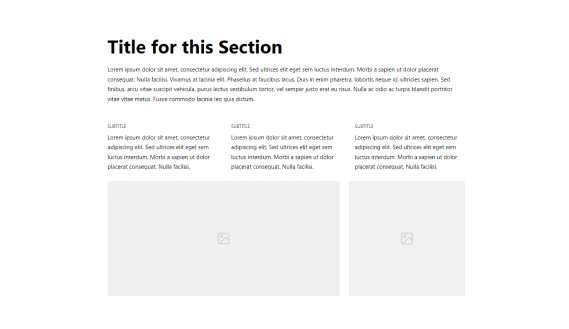 Title for this Section
Lorem ipsum dolor sit amet, consectetur adipiscing elit. Sed ultrices elit eget sem luctus interdum. Morbi a sapien ut dolor placerat
consequat. Nulla facilisi. Vivamus at lacinia elit. Phasellus at faucibus lacus. Duis in enim pharetra, lobortis neque id, ultricies sapien. Sed
finibus, arcu vitae suscipit vehicula, purus lectus vestibulum tortor, vel semper justo erat eu risus. Nulla ac odio ac turpis blandit porttitor
vitae vitae metus. Fusce commodo lacinia leo quis dictum.
SUBTITLE
Lorem ipsum dolor sit amet, consectetur
adipiscing elit. Sed ultrices elit eget sem
luctus interdum. Morbi a sapien ut dolor
placerat consequat. Nulla facilisi.
SUBTITLE
Lorem ipsum dolor sit amet, consectetur
adipiscing elit. Sed ultrices elit eget sem
luctus interdum. Morbi a sapien ut dolor
placerat consequat. Nulla facilisi.
SUBTITLE
Lorem ipsum dolor sit amet, consectetur
adipiscing elit. Sed ultrices elit eget sem
luctus interdum. Morbi a sapien ut dolor
placerat consequat. Nulla facilisi.